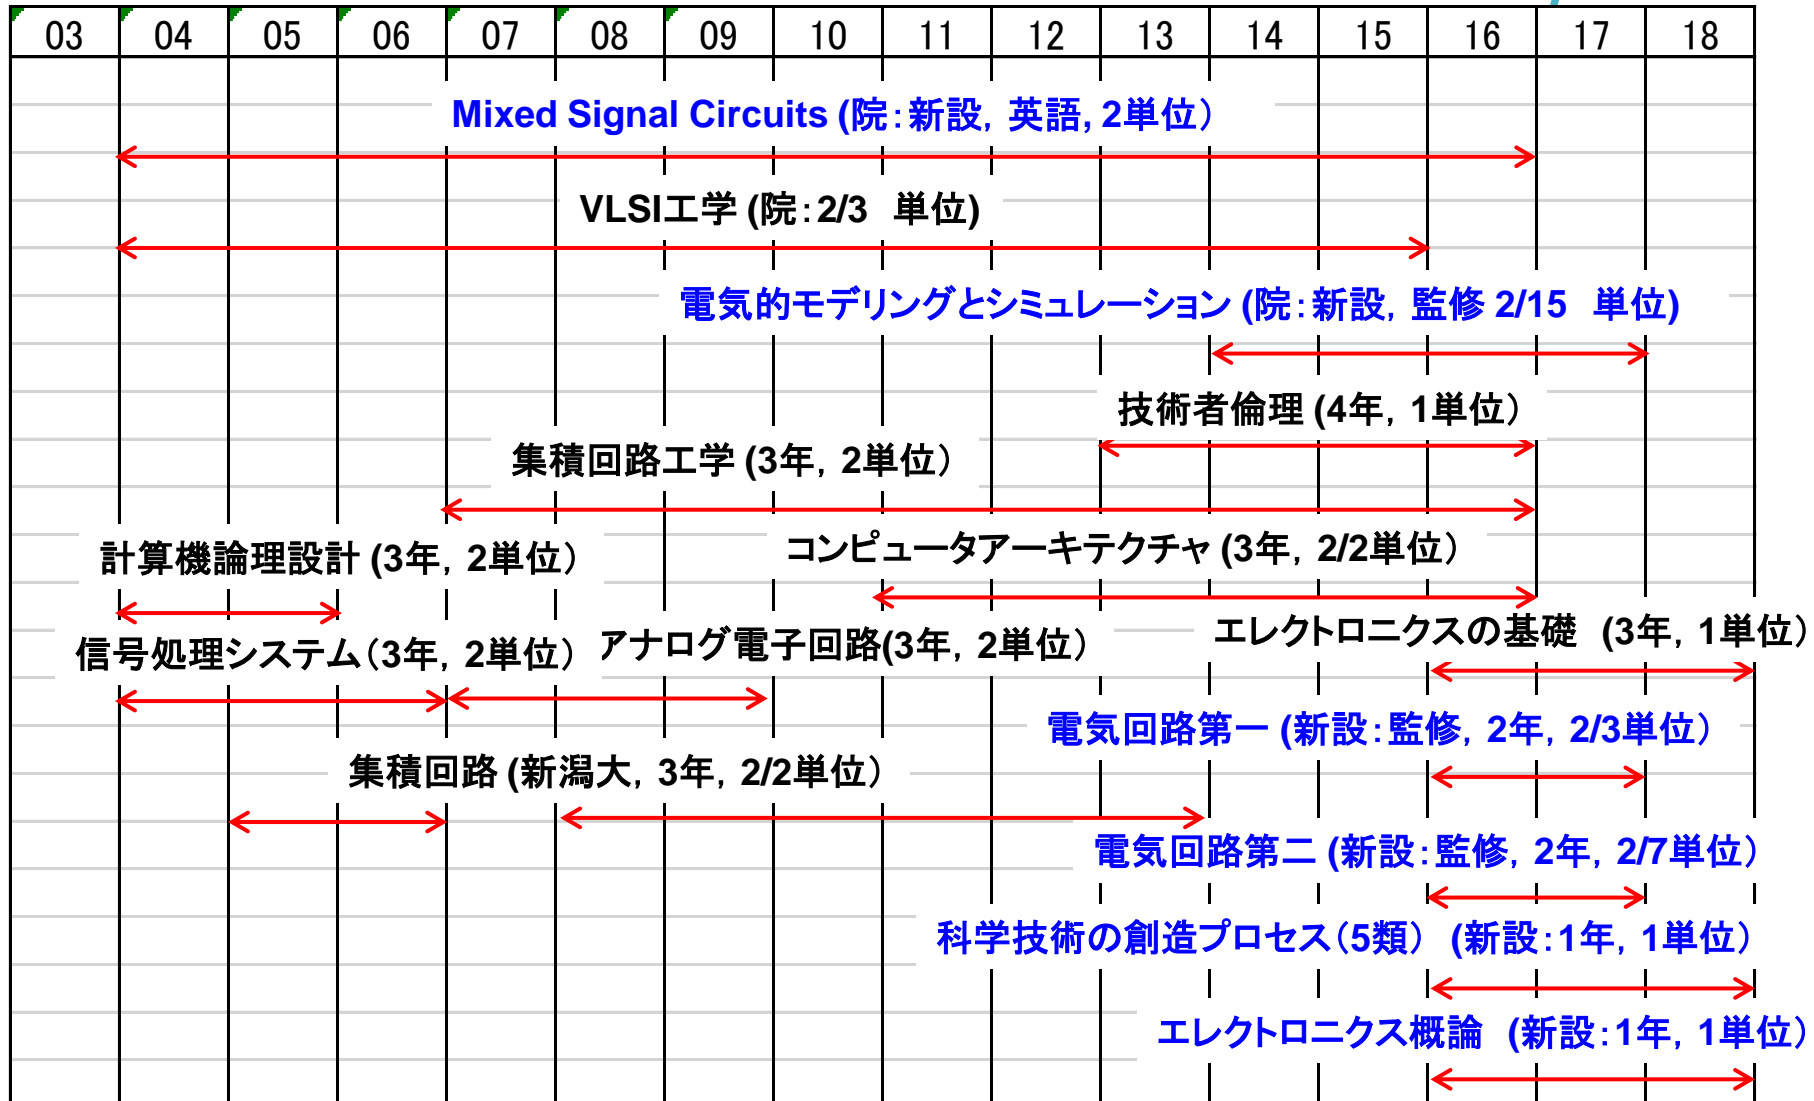 03 04 05 06 07 08 09 10 11 12 13 14 15 16 17 18
Mixed Signal Circuits (院：新設，英語, 2単位）
VLSI工学 (院：2/3　単位)
電気的モデリングとシミュレーション (院：新設，監修 2/15　単位)
技術者倫理 (4年，1単位）
集積回路工学 (3年，2単位）
コンピュータアーキテクチャ (3年，2/2単位）
計算機論理設計 (3年，2単位）
エレクトロニクスの基礎 (3年，1単位）
信号処理システム（3年，2単位） アナログ電子回路(3年，2単位）
電気回路第一 (新設：監修，2年，2/3単位）
集積回路 (新潟大，3年，2/2単位）
電気回路第二 (新設：監修，2年，2/7単位）
科学技術の創造プロセス（5類） (新設：1年，1単位）
エレクトロニクス概論 (新設：1年，1単位）